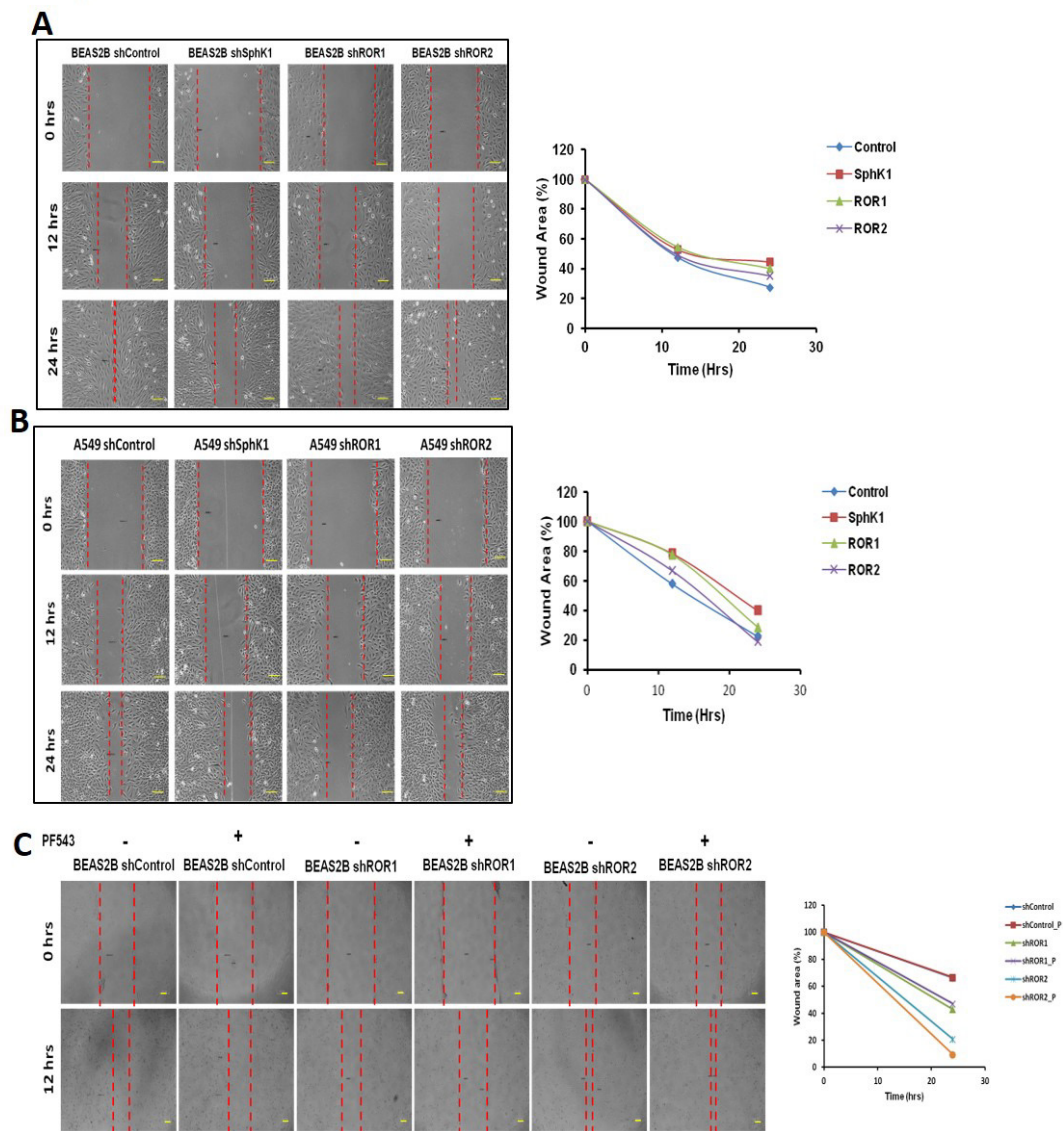 A
BEAS2B shControl BEAS2B shSphK1 BEAS2B shROR1 BEAS2B shROR2
0 hrs
12 hrs
24 hrs
120
100
80
60
40
20
0
0 10 20 30
Wound Area (%)
Time (Hrs)
Control
SphK1
ROR1
ROR2
B
A549 shControl A549 shSphK1 A549 shROR1 A549 shROR2
0 hrs
12 hrs
24 hrs
120
100
80
60
40
20
0
0 10 20 30
Wound Area (%)
Time (Hrs)
Control
SphK1
ROR1
ROR2
C
PF543 - + - + - +
BEAS2B shControl BEAS2B shControl BEAS2B shROR1 BEAS2B shROR1 BEAS2B shROR2 BEAS2B shROR2
0 hrs
12 hrs
120
100
80
60
40
20
0
0 10 20 30
Wound area (%)
Time (hrs)
shControl
shControl_P
shROR1
shROR1_P
shROR2
shROR2_P